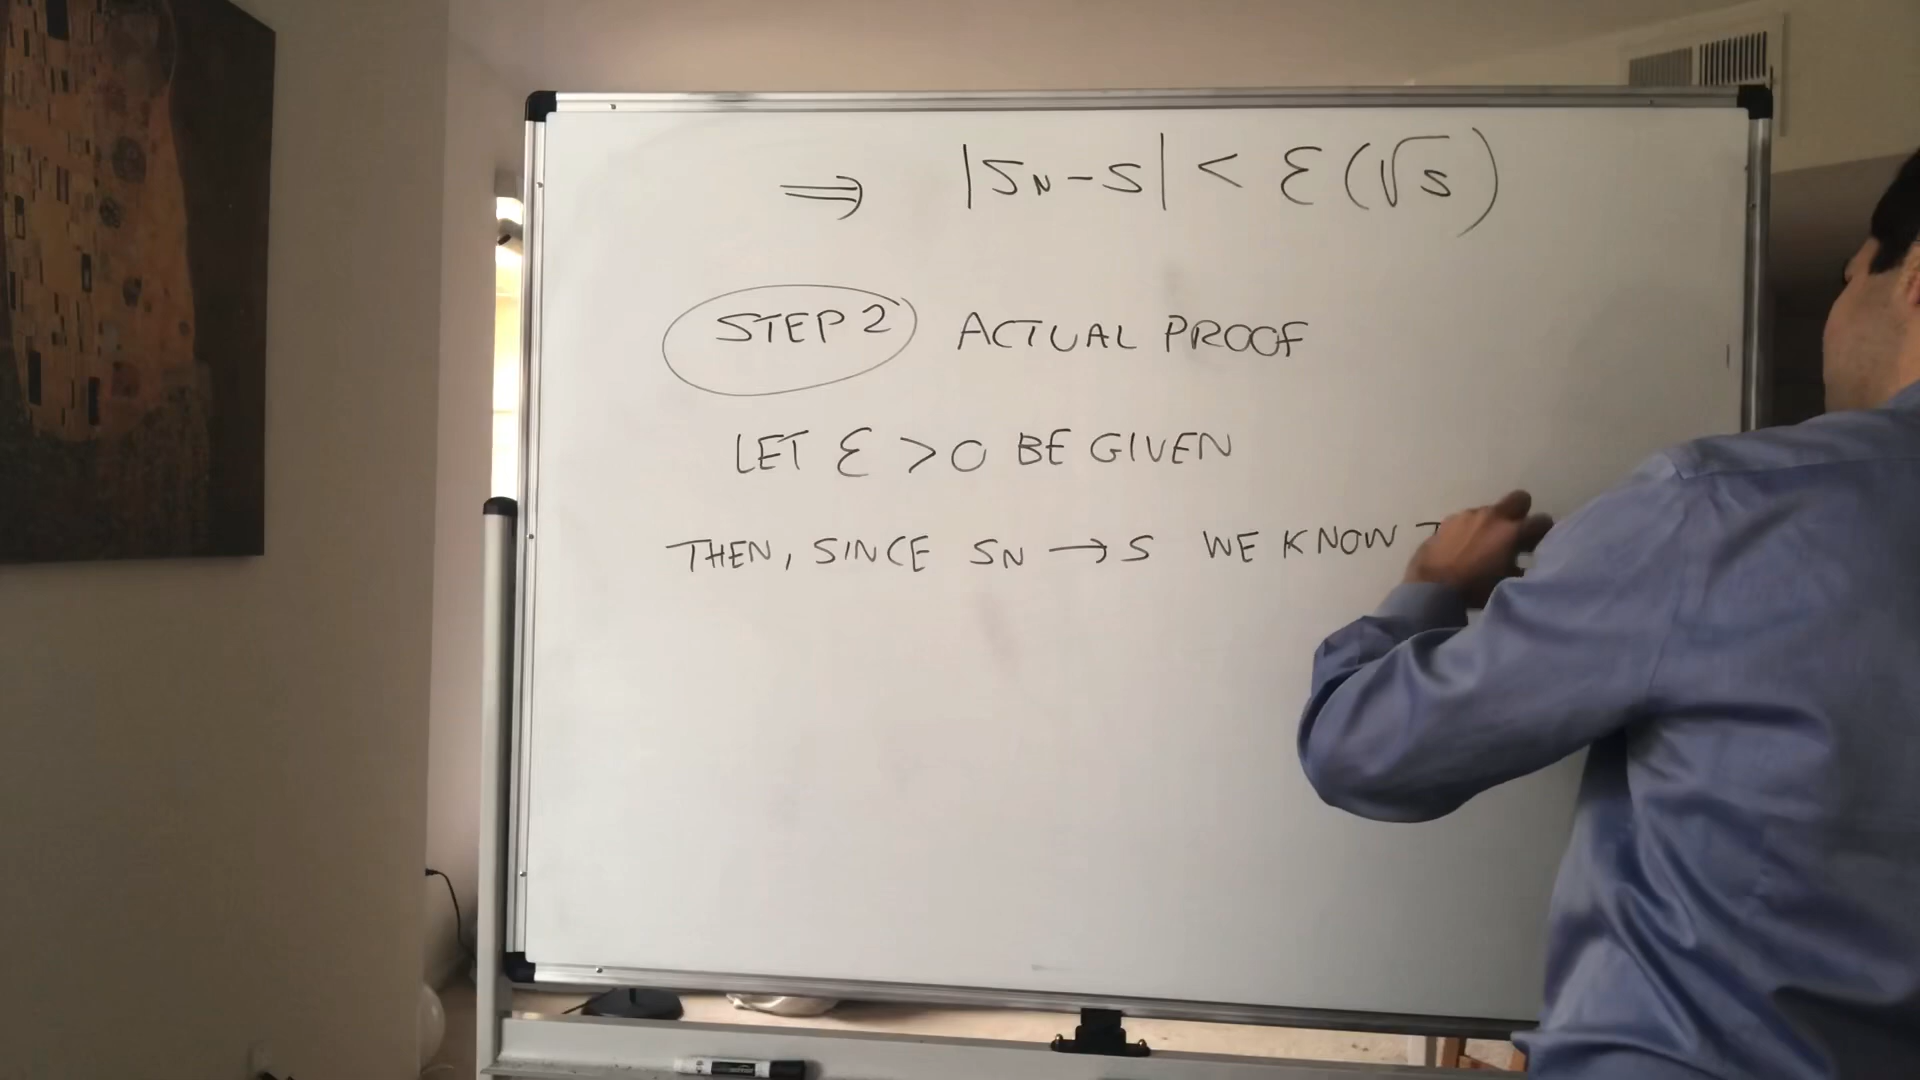 ⇒ |SN - S| < ε(√S)
STEP 2 ACTUAL PROOF
LET ε > 0 BE GIVEN
THEN, SINCE SN → S WE KNOW T